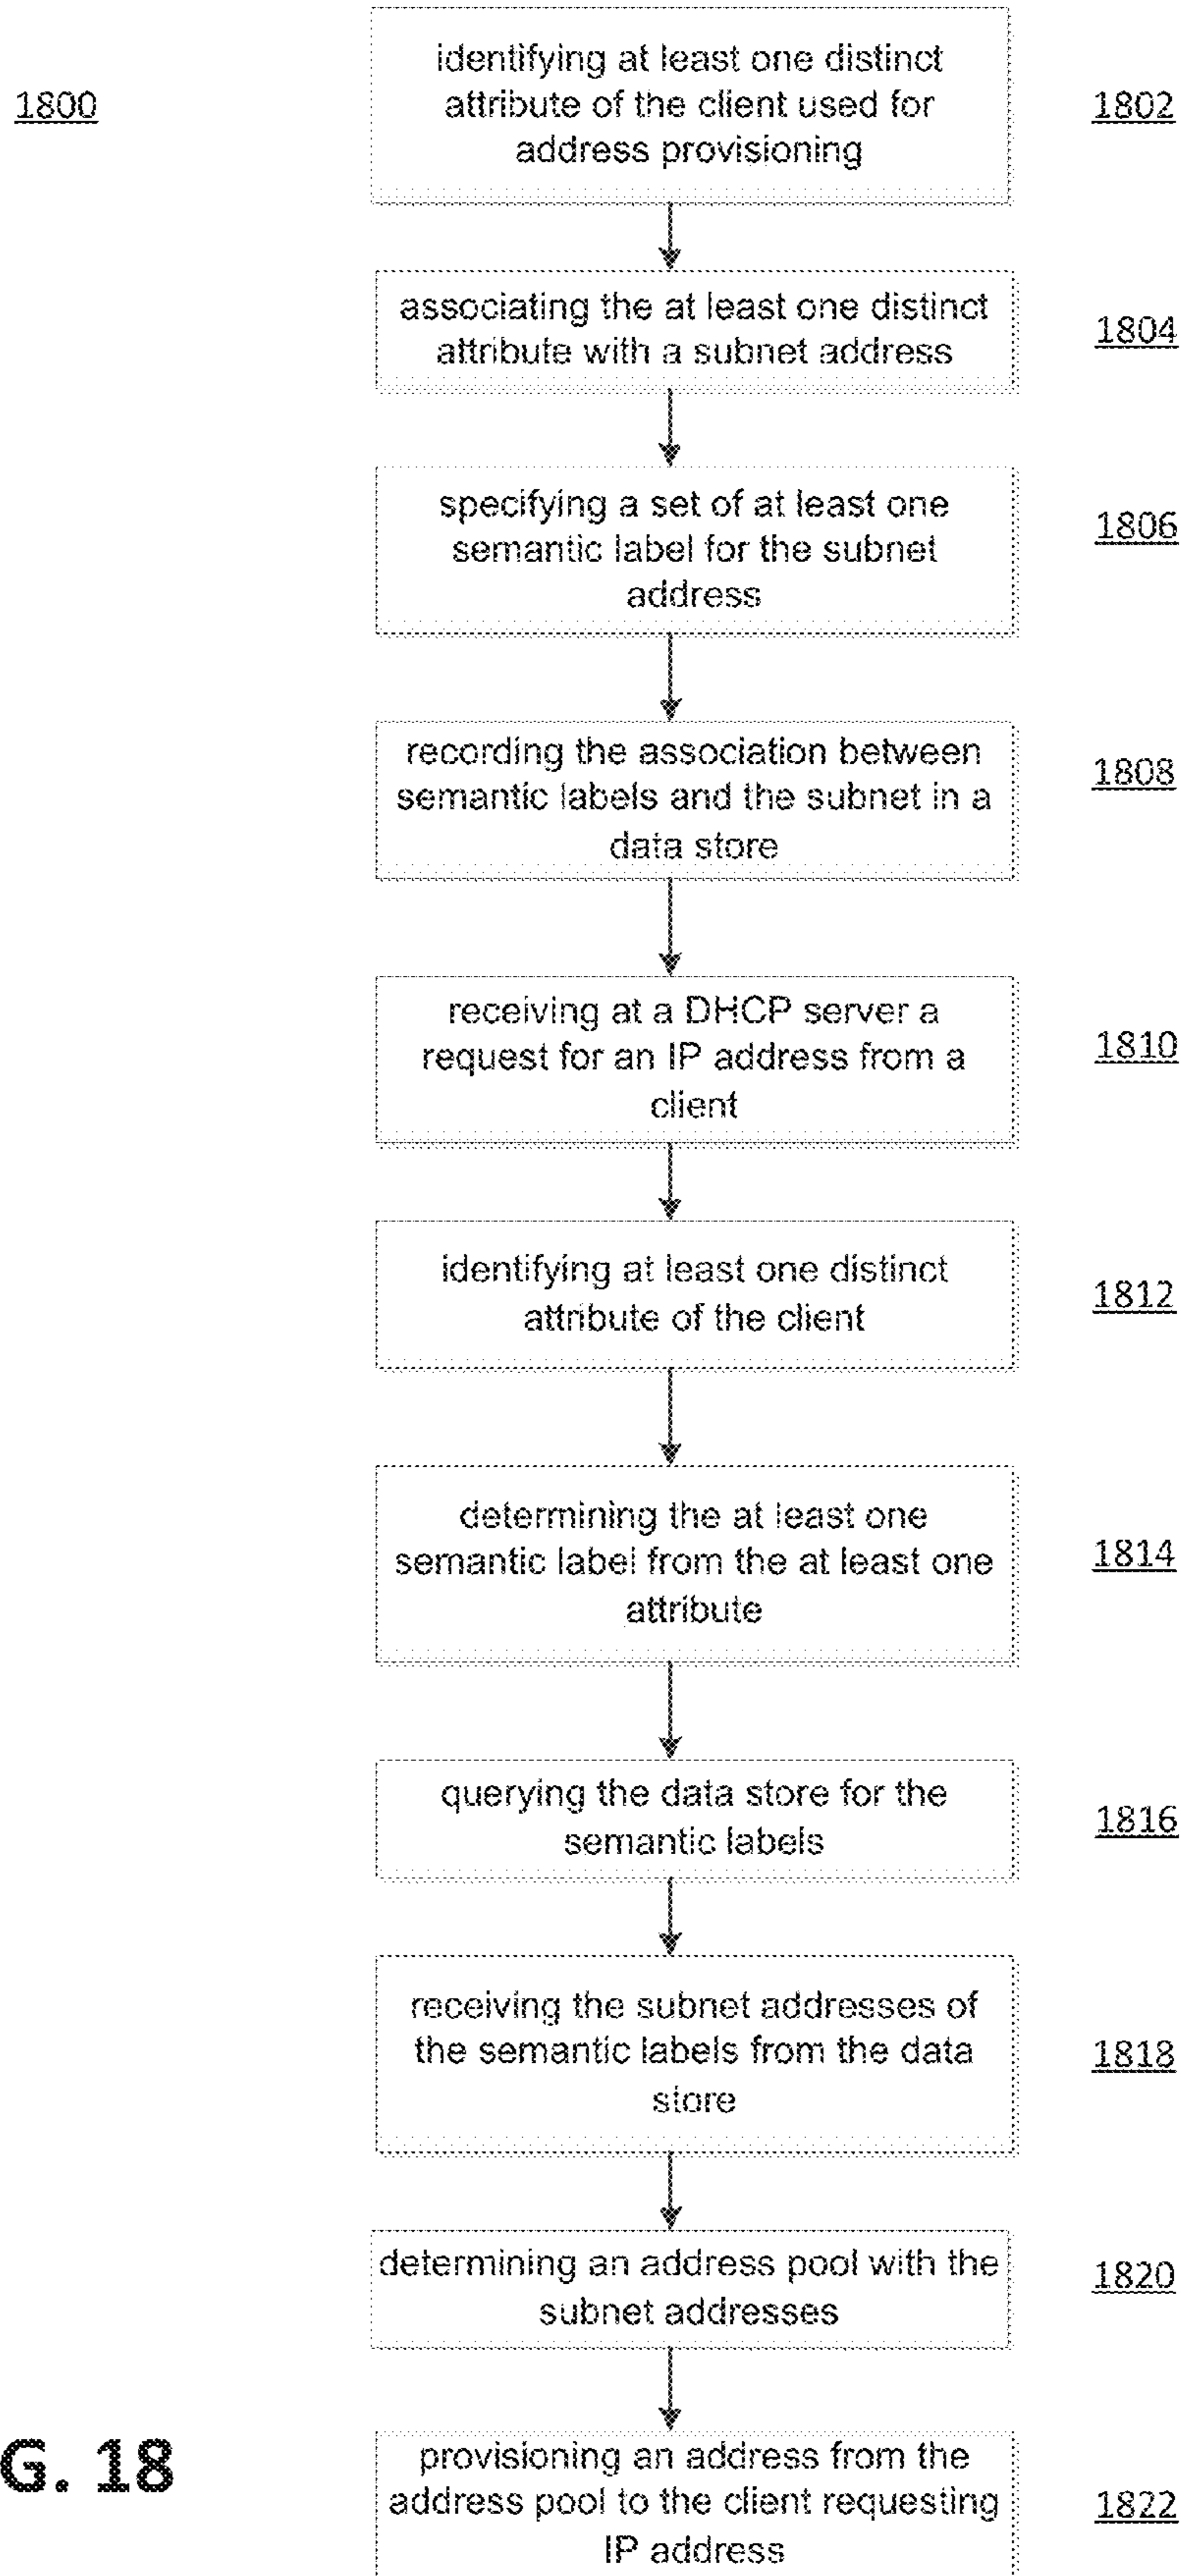 1800
identifying at least one distinct
attribute of the client used for
address provisioning
1802
associating the at least one distinct
attribute with a subnet address
1804
specifying a set of at least one
semantic label for the subnet
address
1806
recording the association between
semantic labels and the subnet in a
data store
1808
receiving at a DHCP server a
request for an IP address from a
client
1810
identifying at least one distinct
attribute of the client
1812
determining the at least one
semantic label from the at least one
attribute
1814
querying the data store for the
semantic labels
1816
receiving the subnet addresses of
the semantic labels from the data
store
1818
determining an address pool with the
subnet addresses
1820
provisioning an address from the
address pool to the client requesting
IP address
1822
G. 18